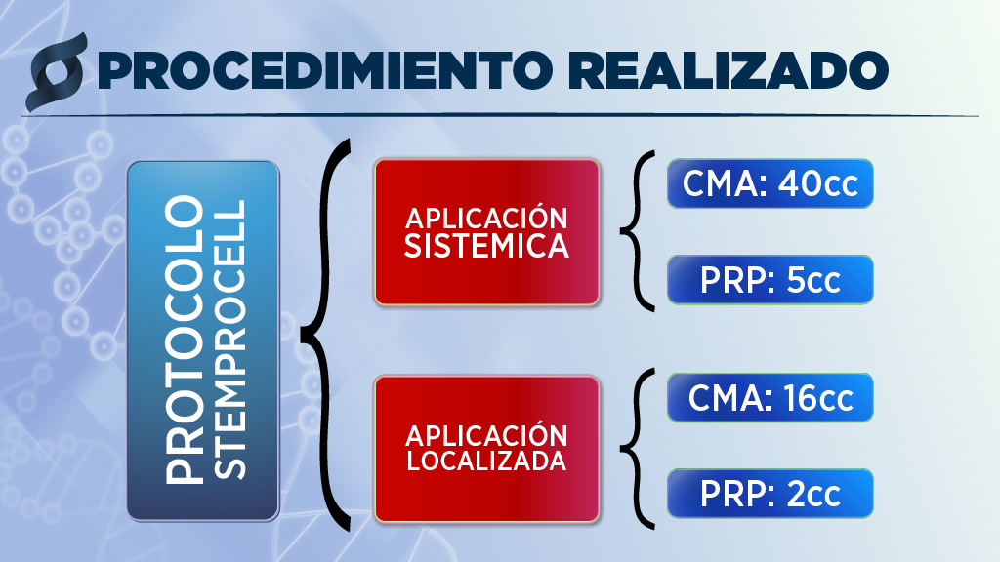 PROCEDIMIENTO REALIZADO
PROTOCOLO
STEMPROCELL
APLICACIÓN
SISTEMICA
CMA: 40cc
PRP: 5cc
APLICACIÓN
LOCALIZADA
CMA: 16cc
PRP: 2cc